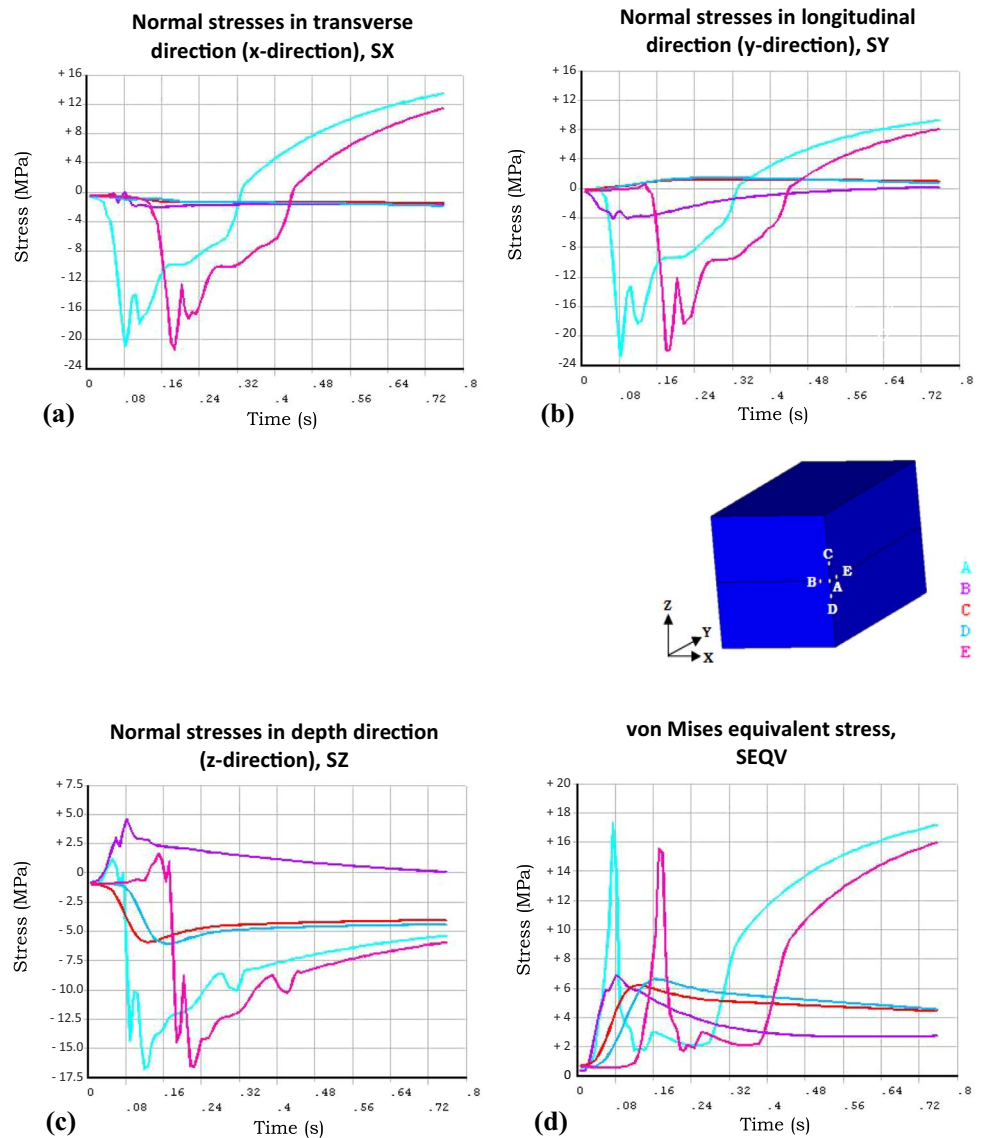 Normal stresses in transverse
direction (x-direction), SX
Stress (MPa)
+16
+12
+8
+4
0
-4
-8
-12
-16
-20
-24
0 .16 .32 .48 .64 .8
.08 .24 .4 .56 .72
(a)
Time (s)
Normal stresses in longitudinal
direction (y-direction), SY
Stress (MPa)
+16
+12
+8
+4
0
-4
-8
-12
-16
-20
-24
0 .16 .32 .48 .64 .8
.08 .24 .4 .56 .72
(b)
Time (s)
C
B E
A
D
Z
Y
X
A
B
C
D
E
Normal stresses in depth direction
(z-direction), SZ
Stress (MPa)
+7.5
+5.0
+2.5
0
-5.0
-7.5
-10.0
-12.5
-15.0
-17.5
0 .16 .32 .48 .64 .8
.08 .24 .4 .56 .72
(c)
Time (s)
von Mises equivalent stress,
SEQV
Stress (MPa)
+20
+18
+16
+14
+12
+10
+8
+6
+4
+2
0
0 .16 .32 .48 .64 .8
.08 .24 .4 .56 .72
(d)
Time (s)